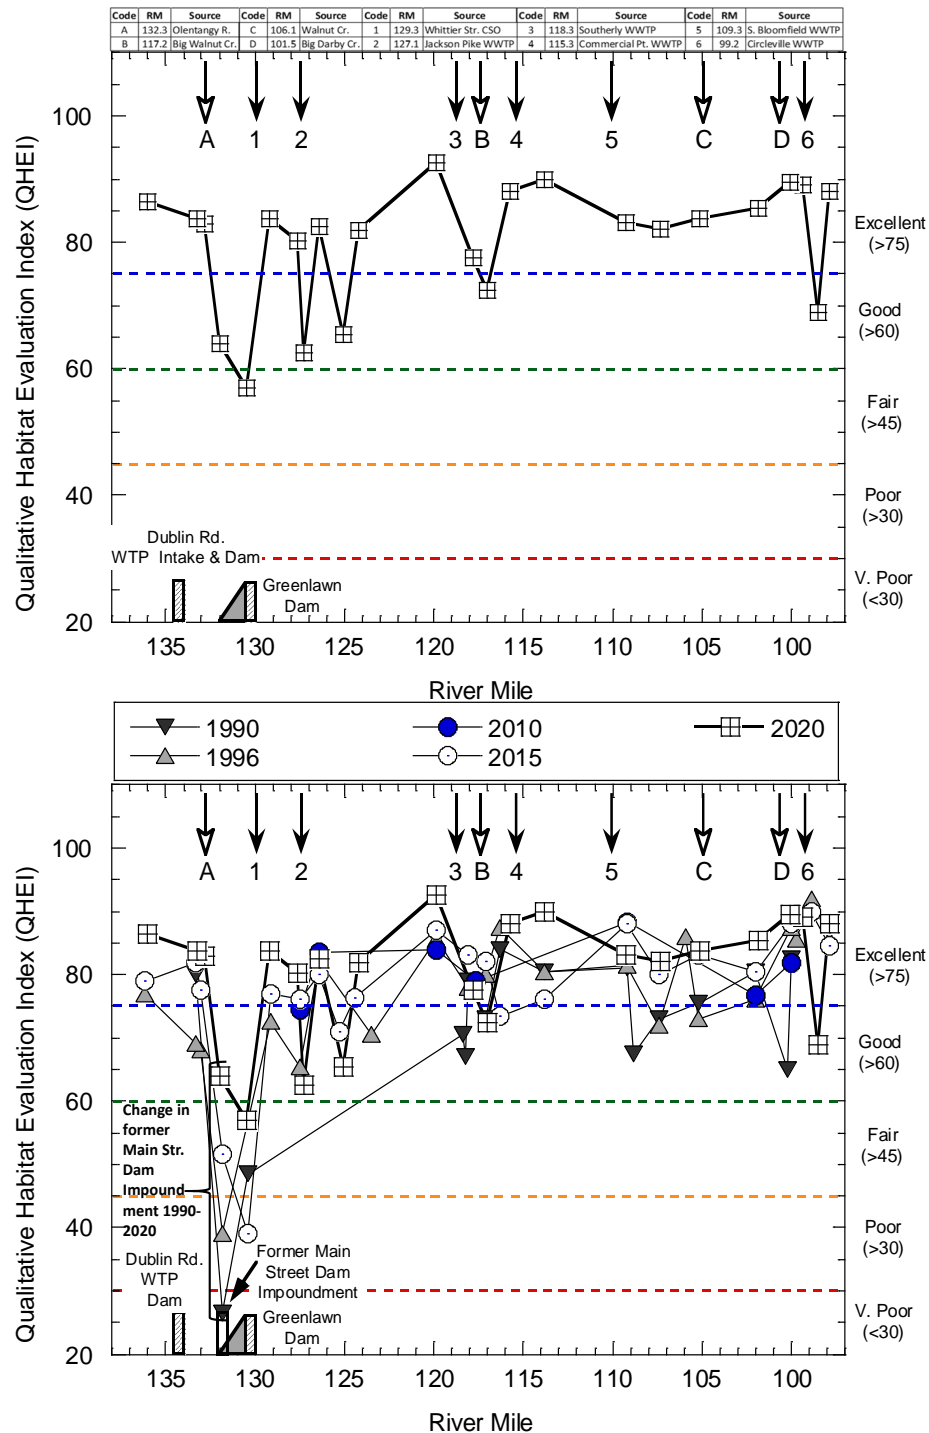 Code RM Source Code RM Source Code RM Source Code RM Source Code RM Source
A 132.3 Olentangy R. C 106.1 Walnut Cr. 1 129.3 Whittier Str. CSO 3 118.3 Southerly WWTP 5 109.3 S. Bloomfield WWTP
B 117.2 Big Walnut Cr. D 101.5 Big Darby Cr. 2 127.1 Jackson Pike WWTP 4 115.3 Commercial Pt. WWTP 6 99.2 Circleville WWTP
Qualitative Habitat Evaluation Index (QHEI)
100
80
60
40
20
A 1 2 3 B 4 5 C D 6
Excellent
(>75)
Good
(>60)
Fair
(>45)
Poor
(>30)
V. Poor
(<30)
Dublin Rd.
WTP Intake & Dam
Greenlawn
Dam
135 130 125 120 115 110 105 100
River Mile
1990 2010 2020
1996 2015
Qualitative Habitat Evaluation Index (QHEI)
100
80
60
40
20
A 1 2 3 B 4 5 C D 6
Excellent
(>75)
Good
(>60)
Fair
(>45)
Poor
(>30)
V. Poor
(<30)
Change in
former
Main Str.
Dam
Impound
ment 1990-
2020
Dublin Rd.
WTP
Dam
Former Main
Street Dam
Impoundment
Greenlawn
Dam
135 130 125 120 115 110 105 100
River Mile